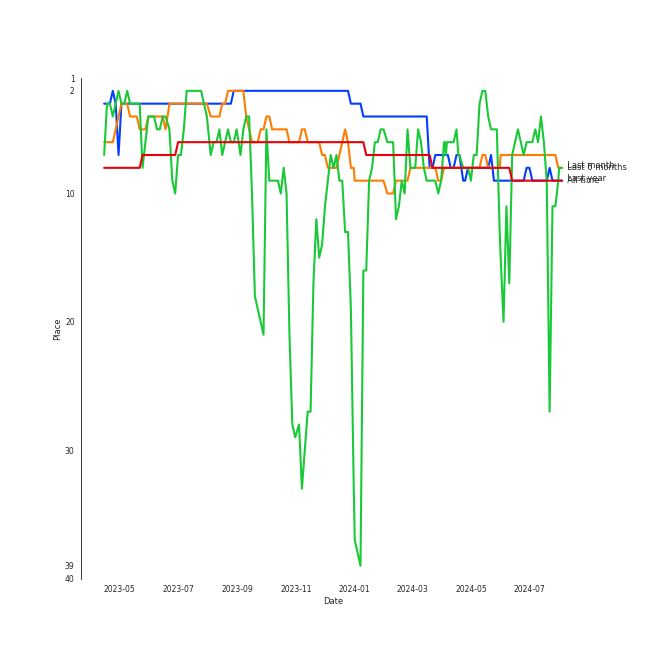 1
2
10
20
30
39
40
Place
2023-05 2023-07 2023-09 2023-11 2024-01 2024-03 2024-05 2024-07
Date
Last month
Last 6 months
Last year
All time